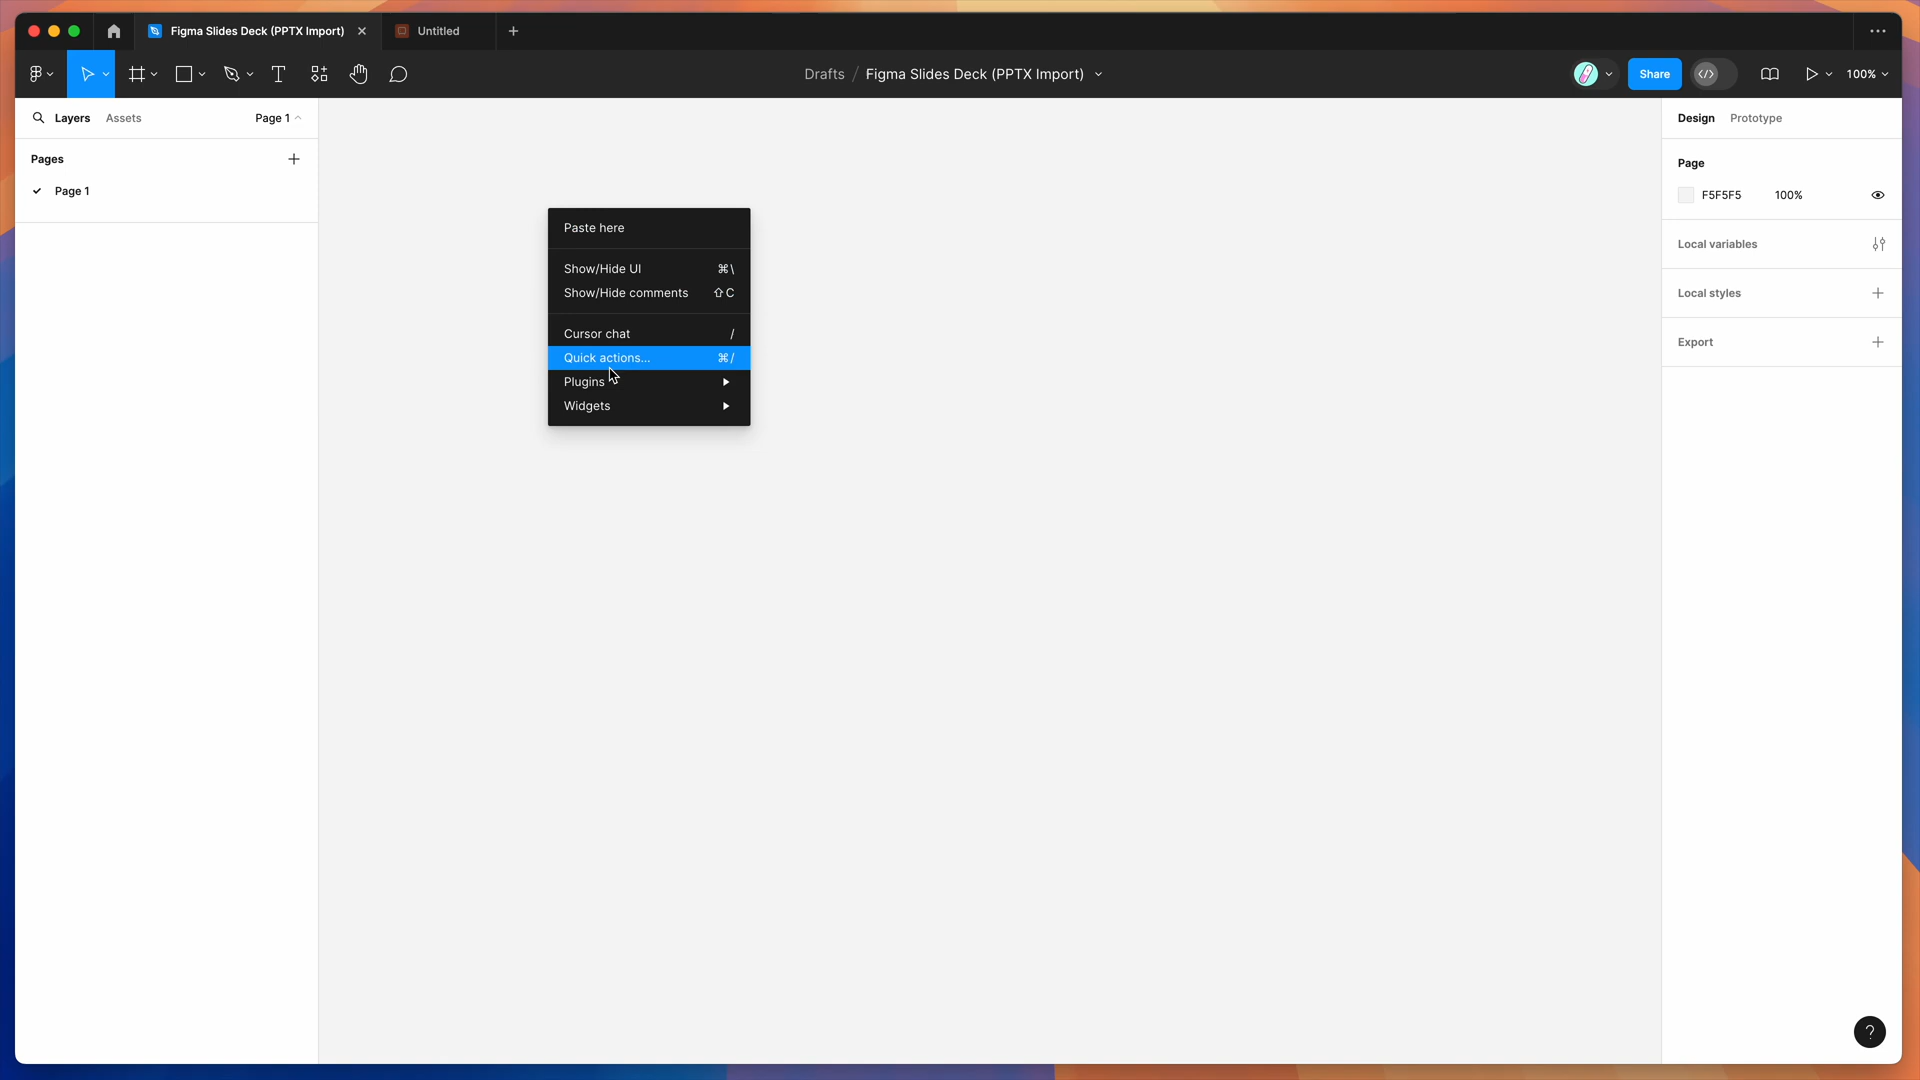 Figma Slides Deck (PPTX Import)
Untitled
Drafts / Figma Slides Deck (PPTX Import)
Share
100%
Layers
Assets
Page 1
Pages
Page 1
Paste here
Show/Hide UI ⌘\
Show/Hide comments ⇧C
Cursor chat /
Quick actions... ⌘/
Plugins
Widgets
Design
Prototype
Page
F5F5F5 100%
Local variables
Local styles
Export
?